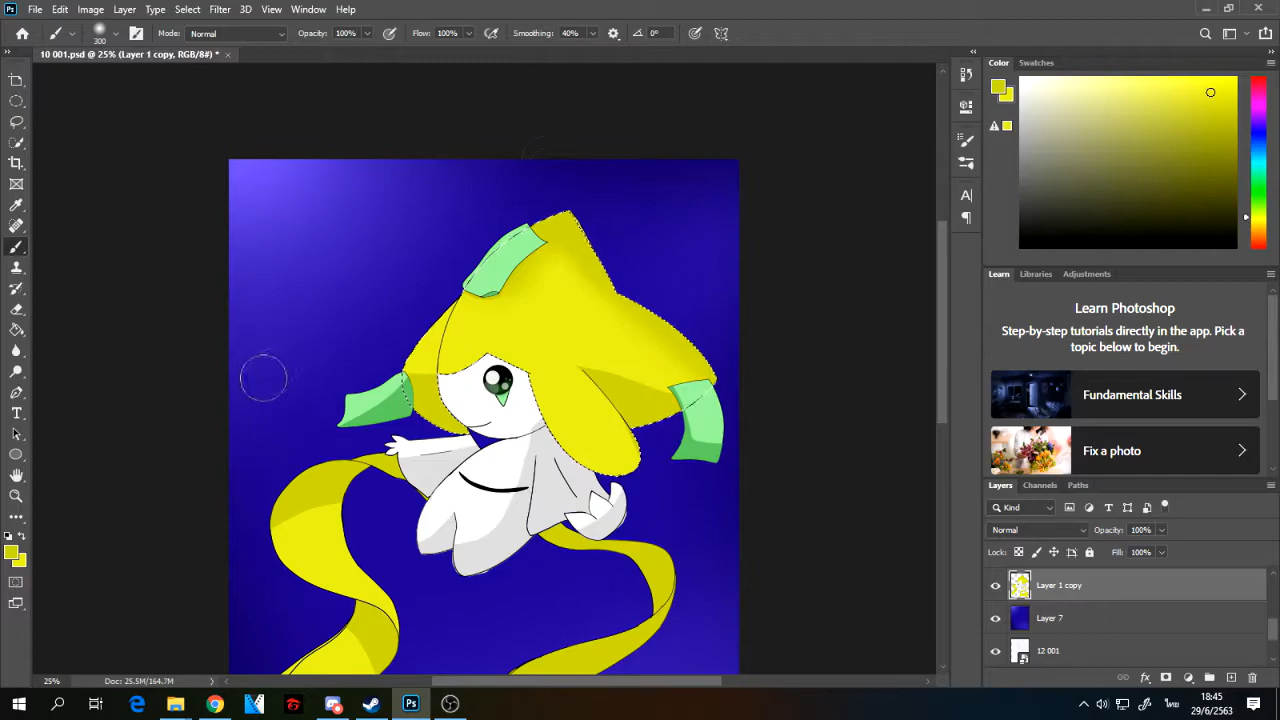 Ps File Edit Image Layer Type Select Filter 3D View Window Help
300 Mode: Normal Opacity: 100% Flow: 100% Smoothing: 40% 0°
10 001.psd @ 25% (Layer 1 copy, RGB/8#) *
Color Swatches
Learn Libraries Adjustments
Learn Photoshop
Step-by-step tutorials directly in the app. Pick a
topic below to begin.
Fundamental Skills
Fix a photo
Layers Channels Paths
Kind
Normal Opacity: 100%
Lock: Fill: 100%
Layer 1 copy
Layer 7
12 001
25% Doc: 25.5M/164.7M
Ps
18:45
29/6/2563